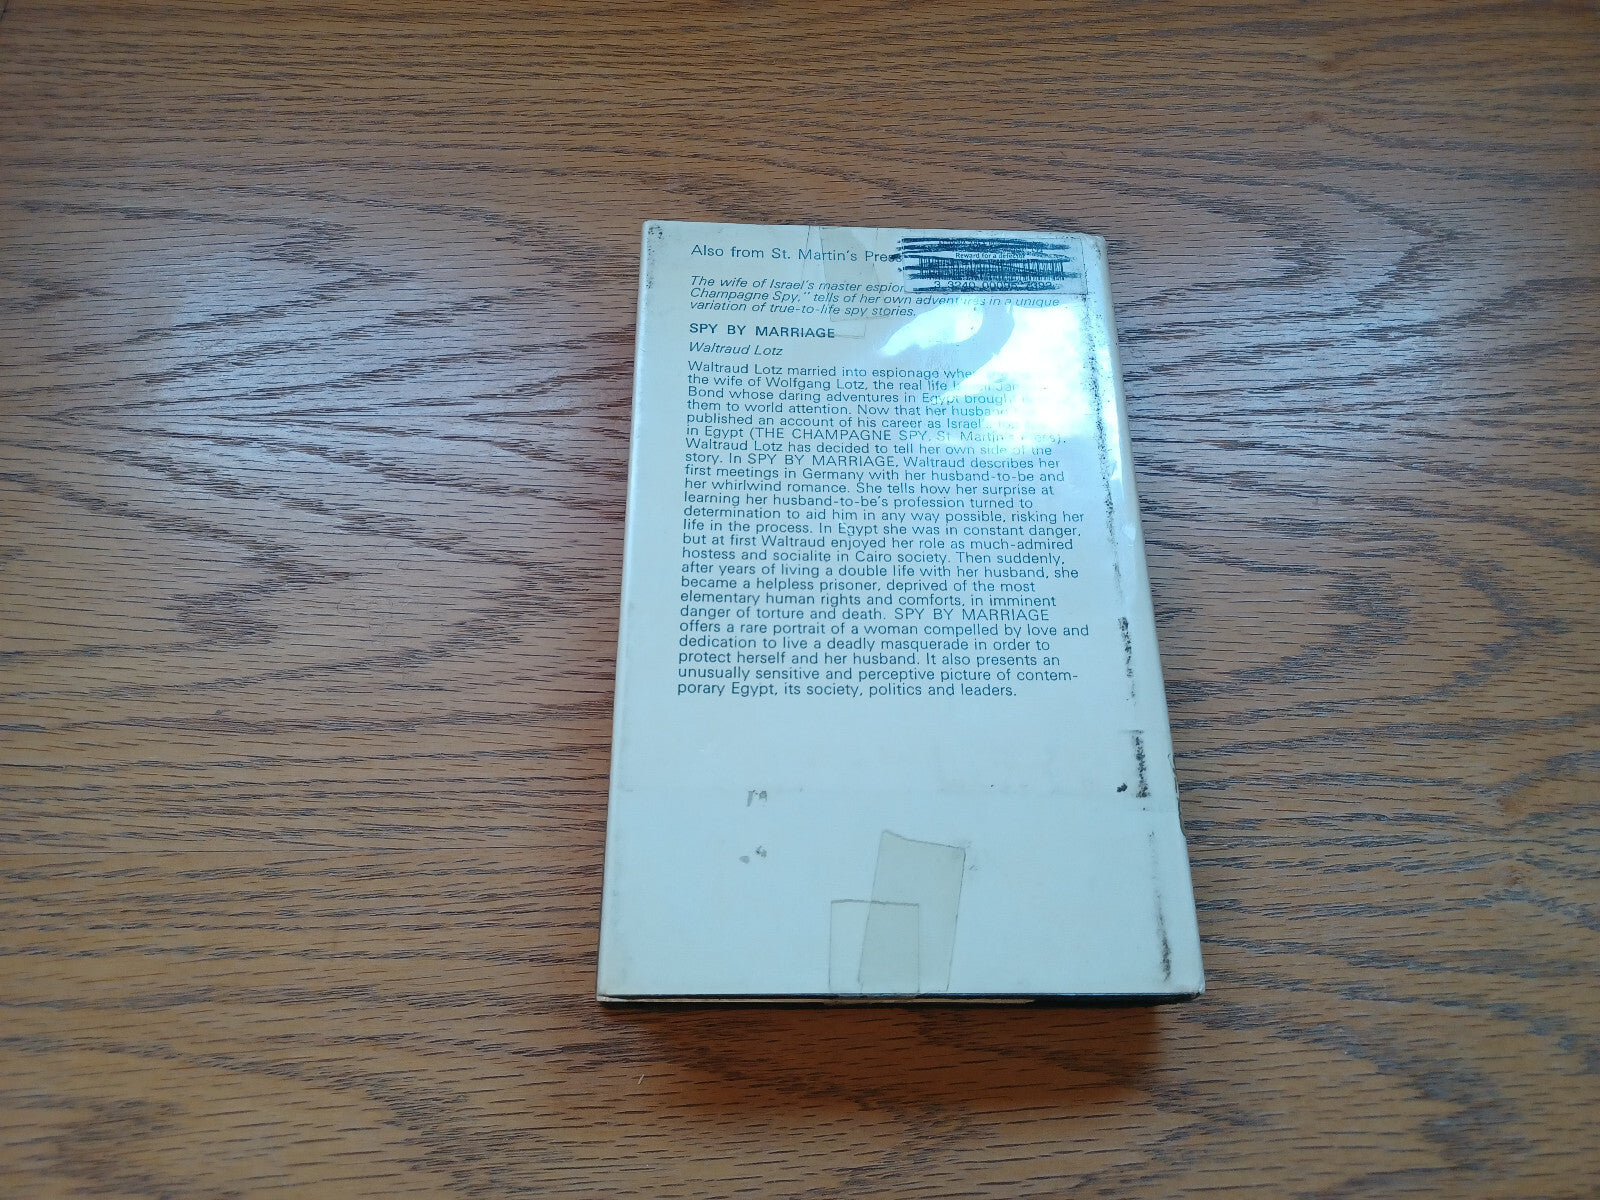 Also from St. Martin's Press
Reward for a defector
The wife of Israel's master espion
Champagne Spy," tells of her own adventures in a unique
variation of true-to-life spy stories.
SPY BY MARRIAGE
Waltraud Lotz
Waltraud Lotz married into espionage
the wife of Wolfgang Lotz, the real life
Bond whose daring adventures in Egypt brought
them to world attention. Now that her husband
published an account of his career as Israel's
in Egypt (THE CHAMPAGNE SPY, St. Martin's Press),
Waltraud Lotz has decided to tell her own side of the
story. In SPY BY MARRIAGE, Waltraud describes her
first meetings in Germany with her husband-to-be and
her whirlwind romance. She tells how her surprise at
learning her husband-to-be's profession turned to
determination to aid him in any way possible, risking her
life in the process. In Egypt she was in constant danger,
but at first Waltraud enjoyed her role as much-admired
hostess and socialite in Cairo society. Then suddenly,
after years of living a double life with her husband, she
became a helpless prisoner, deprived of the most
elementary human rights and comforts, in imminent
danger of torture and death. SPY BY MARRIAGE
offers a rare portrait of a woman compelled by love and
dedication to live a deadly masquerade in order to
protect herself and her husband. It also presents an
unusually sensitive and perceptive picture of contem-
porary Egypt, its society, politics and leaders.